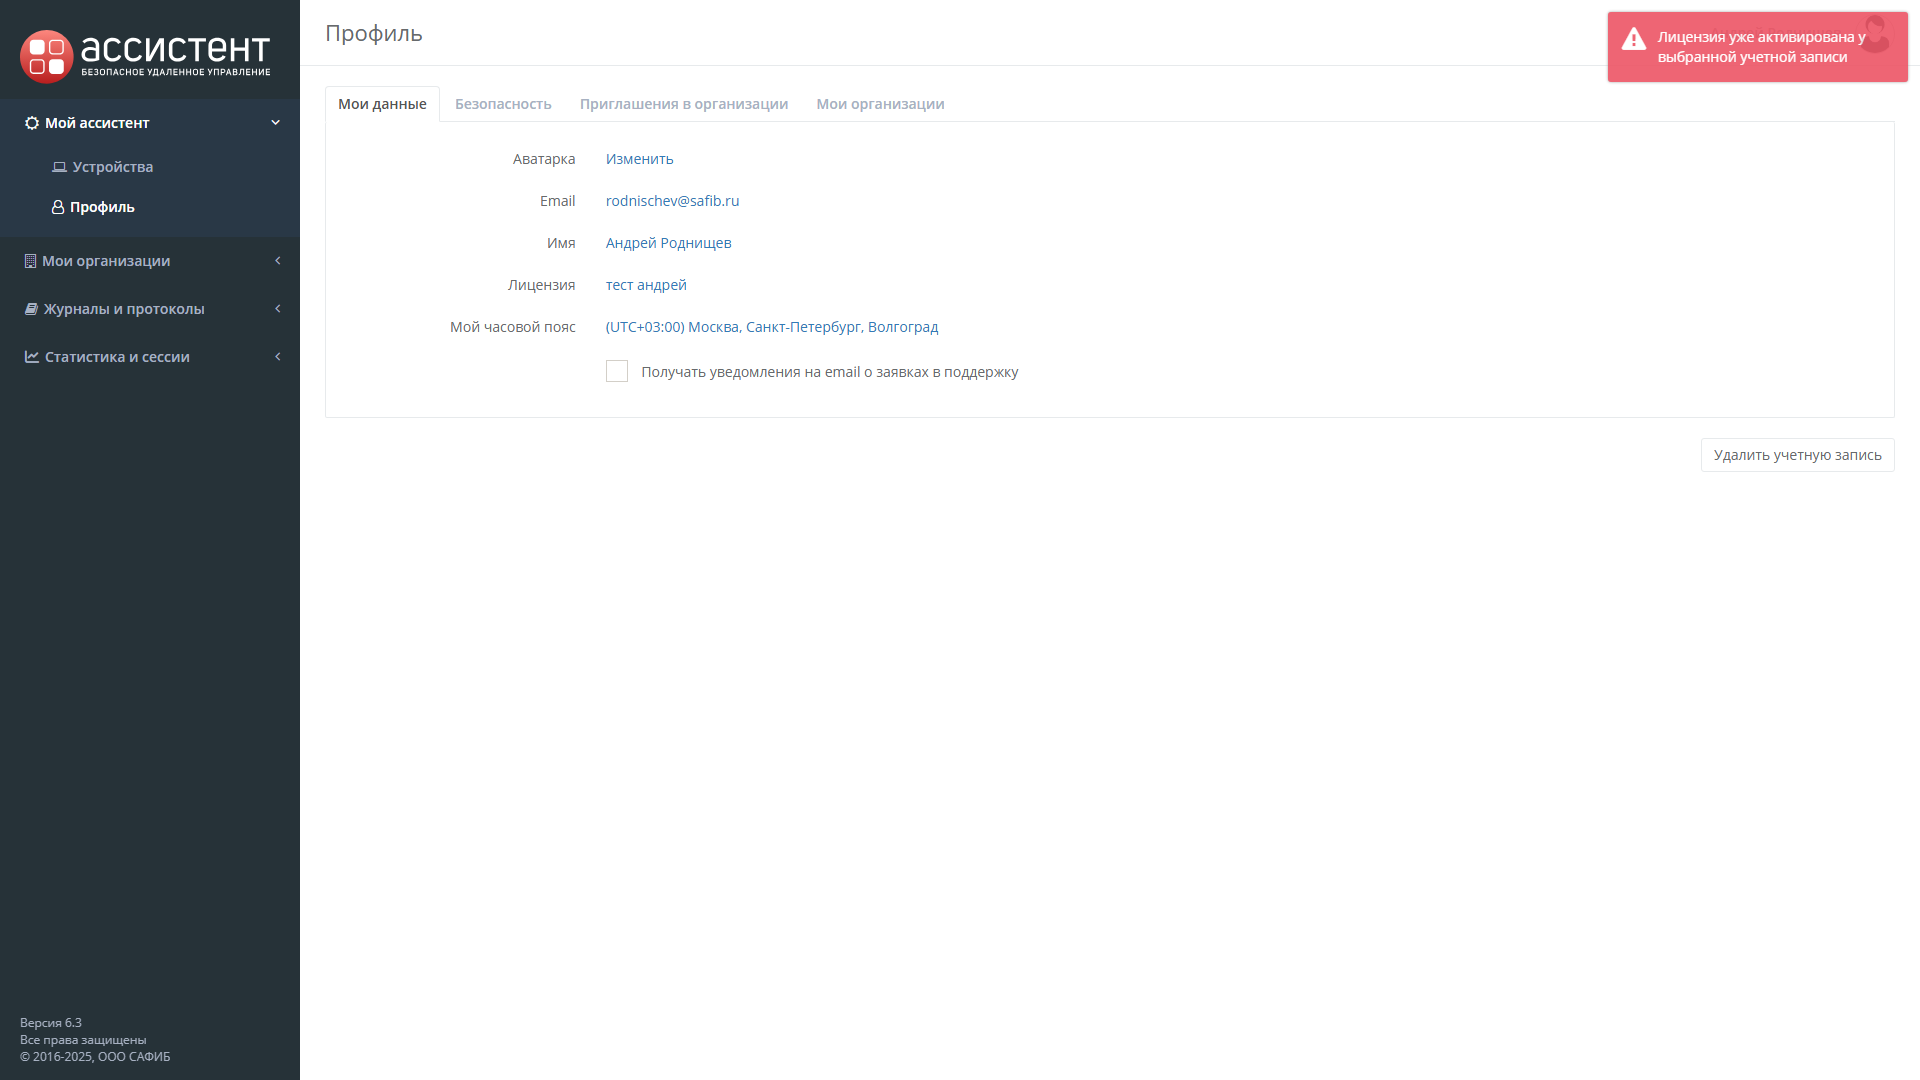 ассистент
БЕЗОПАСНОЕ УДАЛЕННОЕ УПРАВЛЕНИЕ
Мой ассистент
Устройства
Профиль
Мои организации
Журналы и протоколы
Статистика и сессии
Версия 6.3
Все права защищены
© 2016-2025, ООО САФИБ
Профиль
Лицензия уже активирована у
выбранной учетной записи
Мои данные Безопасность Приглашения в организации Мои организации
Аватарка Изменить
Email rodnischev@safib.ru
Имя Андрей Роднищев
Лицензия тест андрей
Мой часовой пояс (UTC+03:00) Москва, Санкт-Петербург, Волгоград
Получать уведомления на email о заявках в поддержку
Удалить учетную запись